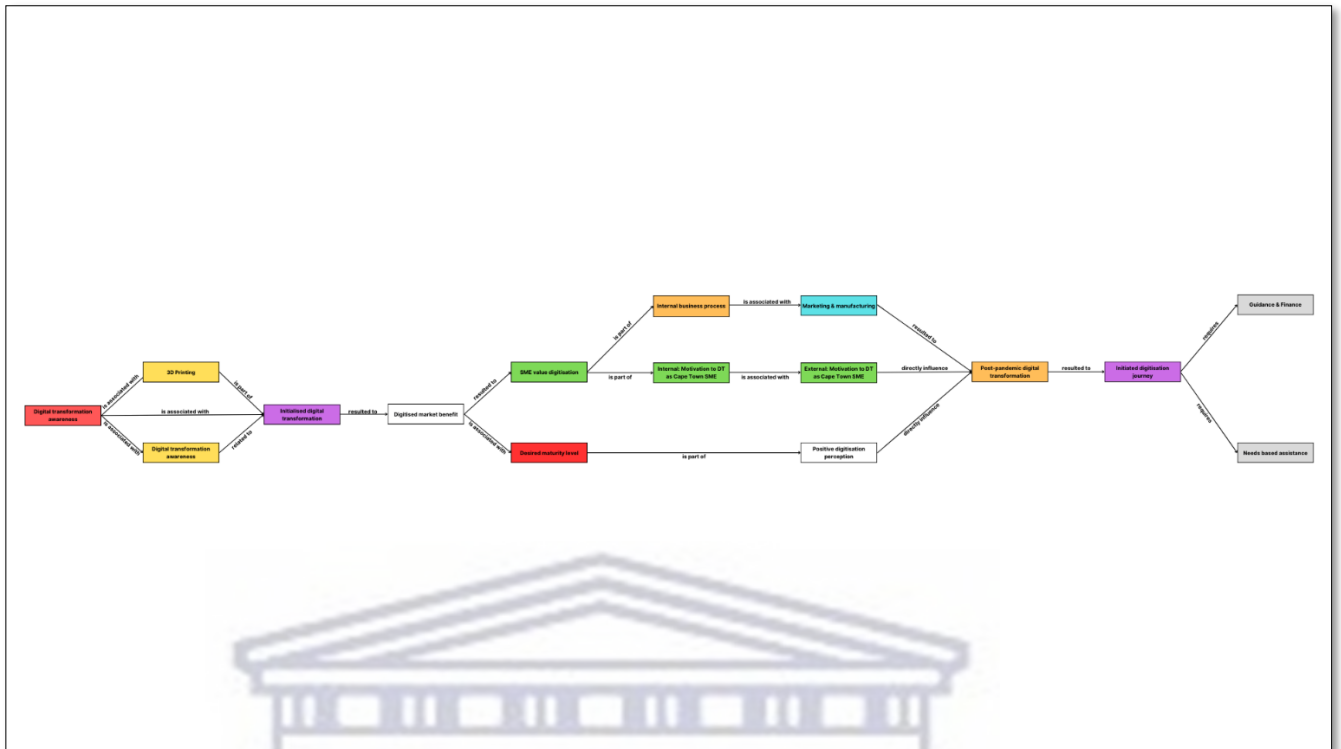 Digital transformation
awareness
is associated with
is associated with
is associated with
3D Printing
Digital transformation
awareness
is part of
related to
Initialised digital
transformation
resulted to
Digitised market benefit
resulted to
is associated with
SME value digitisation
Desired maturity level
is part of
is part of
is part of
Internal business process
is associated with
Marketing & manufucturing
Internal: Motivation to DT
as Cape Town SME
is associated with
External: Motivation to DT
as Cape Town SME
Positive digitisation
perception
resulted to
directly influence
directly influence
Post-pandemic digital
transformation
resulted to
Initiated digitisation
journey
requires
requires
Guidance & Finance
Needs based assistance